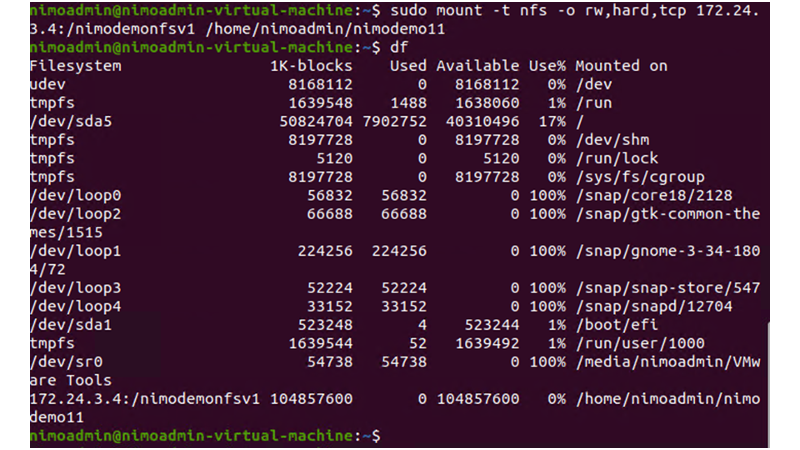 nimoadmin@nimoadmin-virtual-machine:~$ sudo mount -t nfs -o rw,hard,tcp 172.24.
3.4:/nimodemonfsv1 /home/nimoadmin/nimodemo11
nimoadmin@nimoadmin-virtual-machine:~$ df
Filesystem                1K-blocks    Used Available Use% Mounted on
udev                        8168112       0   8168112   0% /dev
tmpfs                       1639548    1488   1638060   1% /run
/dev/sda5                  50824704 7902752  40310496  17% /
tmpfs                       8197728       0   8197728   0% /dev/shm
tmpfs                          5120       0      5120   0% /run/lock
tmpfs                       8197728       0   8197728   0% /sys/fs/cgroup
/dev/loop0                    56832   56832         0 100% /snap/core18/2128
/dev/loop2                    66688   66688         0 100% /snap/gtk-common-the
mes/1515
/dev/loop1                   224256  224256         0 100% /snap/gnome-3-34-180
4/72
/dev/loop3                    52224   52224         0 100% /snap/snap-store/547
/dev/loop4                    33152   33152         0 100% /snap/snapd/12704
/dev/sda1                    523248       4    523244   1% /boot/efi
tmpfs                       1639544      52   1639492   1% /run/user/1000
/dev/sr0                      54738   54738         0 100% /media/nimoadmin/VMw
are Tools
172.24.3.4:/nimodemonfsv1 104857600       0 104857600   0% /home/nimoadmin/nimo
demo11
nimoadmin@nimoadmin-virtual-machine:~$